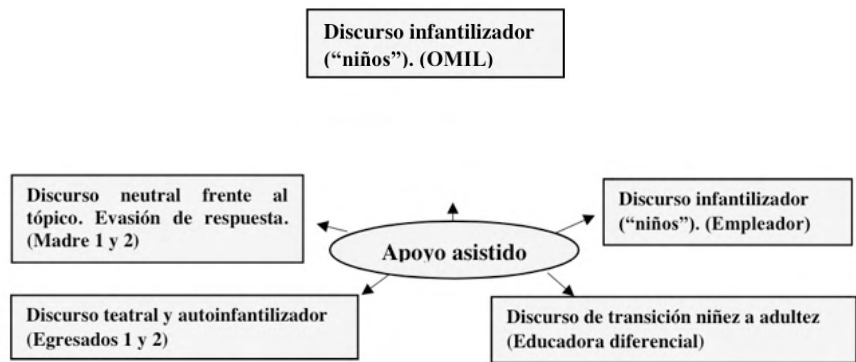 Discurso infantilizador
(“niños”). (OMIL)
Discurso neutral frente al
tópico. Evasión de respuesta.
(Madre 1 y 2)
Discurso infantilizador
(“niños”). (Empleador)
Apoyo asistido
Discurso teatral y autoinfantilizador
(Egresados 1 y 2)
Discurso de transición niñez a adultez
(Educadora diferencial)